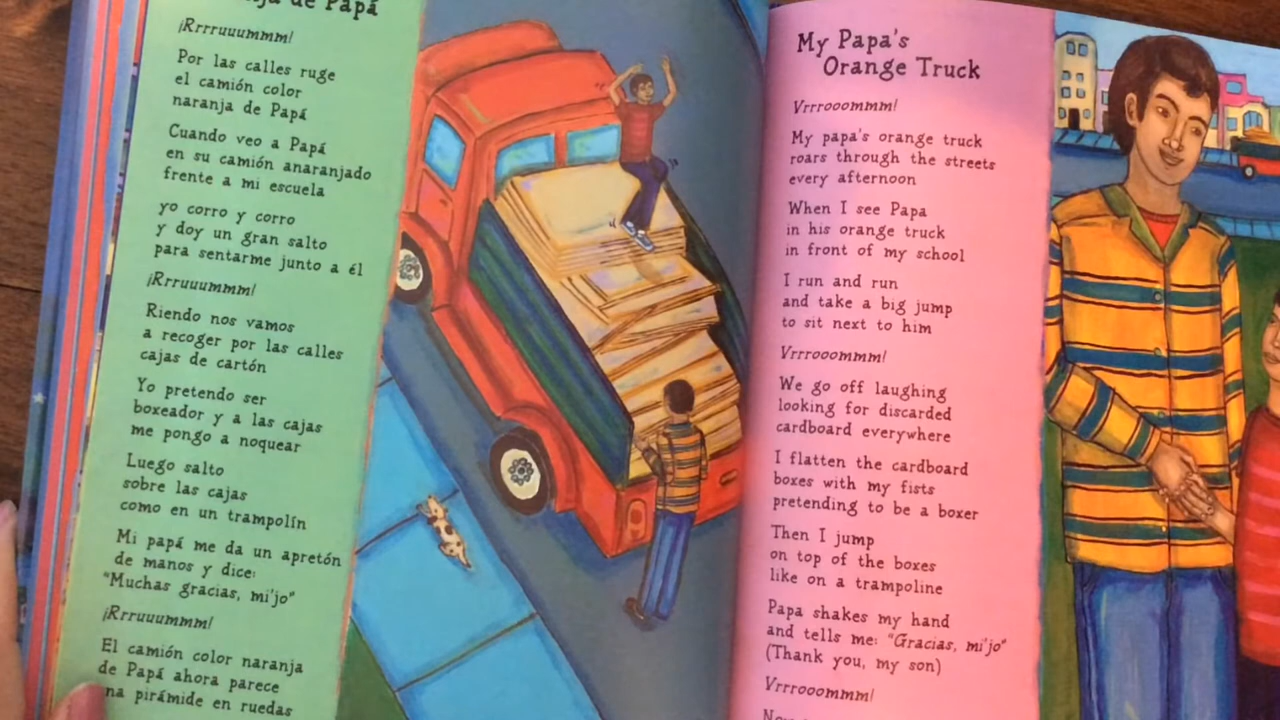 de Papá
¡Rrrruuummm!
Por las calles ruge
el camión color
naranja de Papá
Cuando veo a Papá
en su camión anaranjado
frente a mi escuela
yo corro y corro
y doy un gran salto
para sentarme junto a él
¡Rrruuummm!
Riendo nos vamos
a recoger por las calles
cajas de cartón
Yo pretendo ser
boxeador y a las cajas
me pongo a noquear
Luego salto
sobre las cajas
como en un trampolín
Mi papá me da un apretón
de manos y dice:
"Muchas gracias, mi'jo"
¡Rrruuummm!
El camión color naranja
de Papá ahora parece
una pirámide en ruedas
My Papa's
Orange Truck
Vrrrooommm!
My papa's orange truck
roars through the streets
every afternoon
When I see Papa
in his orange truck
in front of my school
I run and run
and take a big jump
to sit next to him
Vrrrooommm!
We go off laughing
looking for discarded
cardboard everywhere
I flatten the cardboard
boxes with my fists
pretending to be a boxer
Then I jump
on top of the boxes
like on a trampoline
Papa shakes my hand
and tells me: "Gracias, mi'jo"
(Thank you, my son)
Vrrrooommm!